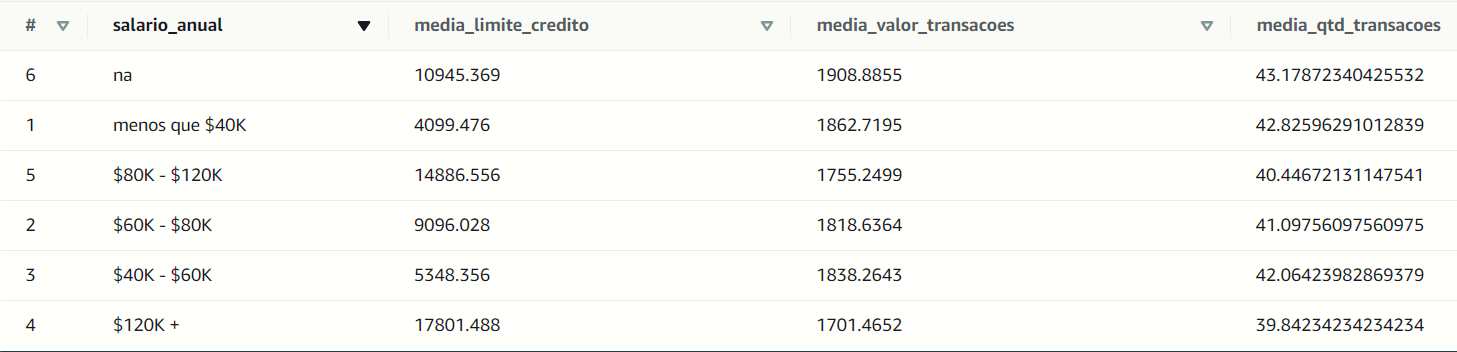 # salario_anual media_limite_credito media_valor_transacoes media_qtd_transacoes
6 na 10945.369 1908.8855 43.17872340425532
1 menos que $40K 4099.476 1862.7195 42.82596291012839
5 $80K - $120K 14886.556 1755.2499 40.44672131147541
2 $60K - $80K 9096.028 1818.6364 41.09756097560975
3 $40K - $60K 5348.356 1838.2643 42.06423982869379
4 $120K + 17801.488 1701.4652 39.84234234234234